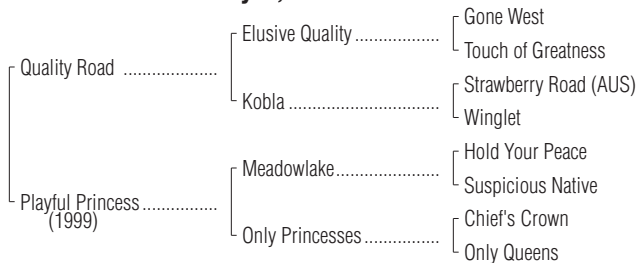 Gone West
Elusive Quality ..................
Touch of Greatness
Quality Road ....................
Strawberry Road (AUS)
Kobla ................................
Winglet
Hold Your Peace
Meadowlake......................
Suspicious Native
Playful Princess ................
(1999)
Chief's Crown
Only Princesses ................
Only Queens